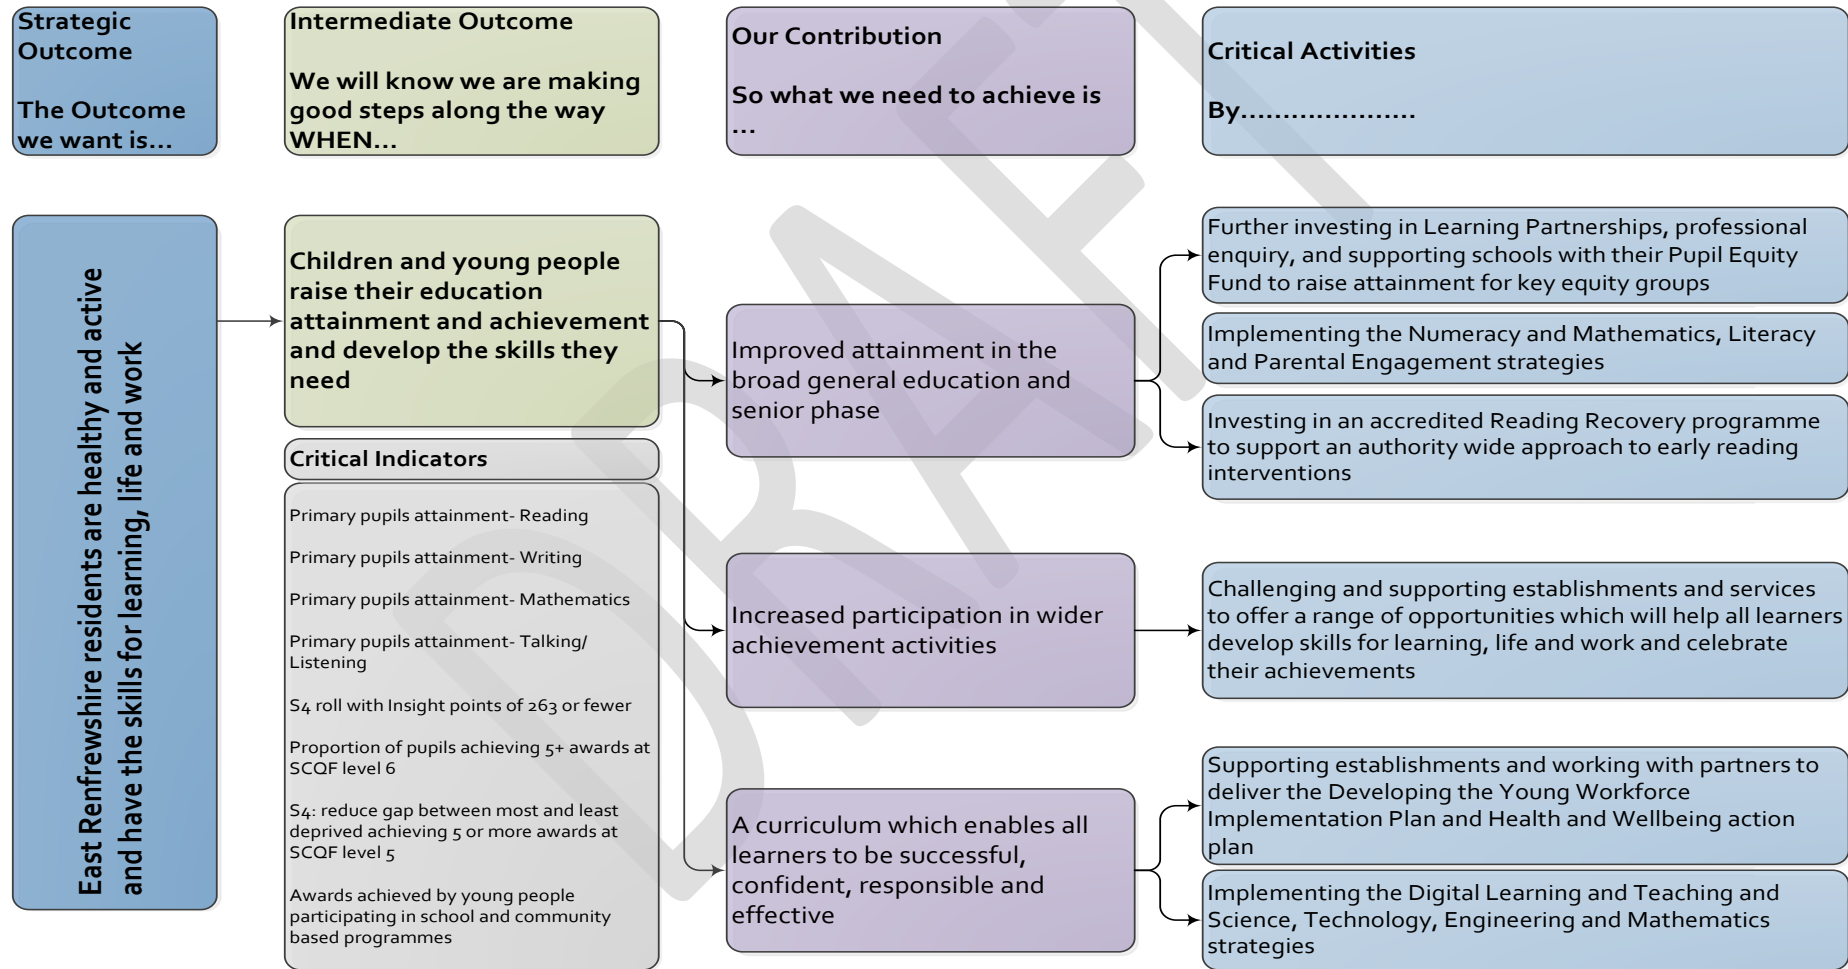 Strategic
Outcome
The Outcome
we want is...
Intermediate Outcome
We will know we are making
good steps along the way
WHEN...
Our Contribution
So what we need to achieve is
...
Critical Activities
By.....................
East Renfrewshire residents are healthy and active
and have the skills for learning, life and work
Children and young people
raise their education
attainment and achievement
and develop the skills they
need
Critical Indicators
Primary pupils attainment- Reading
Primary pupils attainment- Writing
Primary pupils attainment- Mathematics
Primary pupils attainment- Talking/
Listening
S4 roll with Insight points of 263 or fewer
Proportion of pupils achieving 5+ awards at
SCQF level 6
S4: reduce gap between most and least
deprived achieving 5 or more awards at
SCQF level 5
Awards achieved by young people
participating in school and community
based programmes
Improved attainment in the
broad general education and
senior phase
Increased participation in wider
achievement activities
A curriculum which enables all
learners to be successful,
confident, responsible and
effective
Further investing in Learning Partnerships, professional
enquiry, and supporting schools with their Pupil Equity
Fund to raise attainment for key equity groups
Implementing the Numeracy and Mathematics, Literacy
and Parental Engagement strategies
Investing in an accredited Reading Recovery programme
to support an authority wide approach to early reading
interventions
Challenging and supporting establishments and services
to offer a range of opportunities which will help all learners
develop skills for learning, life and work and celebrate
their achievements
Supporting establishments and working with partners to
deliver the Developing the Young Workforce
Implementation Plan and Health and Wellbeing action
plan
Implementing the Digital Learning and Teaching and
Science, Technology, Engineering and Mathematics
strategies
DRAFT